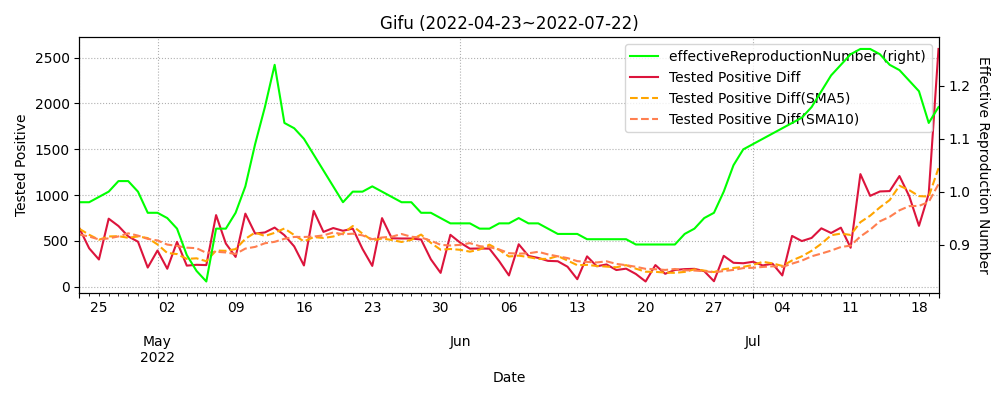 Gifu (2022-04-23~2022-07-22)
effectiveReproductionNumber (right)
Tested Positive Diff
Tested Positive Diff(SMA5)
Tested Positive Diff(SMA10)
Tested Positive
2500
2000
1500
1000
500
0
Effective Reproduction Number
1.2
1.1
1.0
0.9
25 02 09 16 23 30 06 13 20 27 04 11 18
May Jun Jul
2022
Date